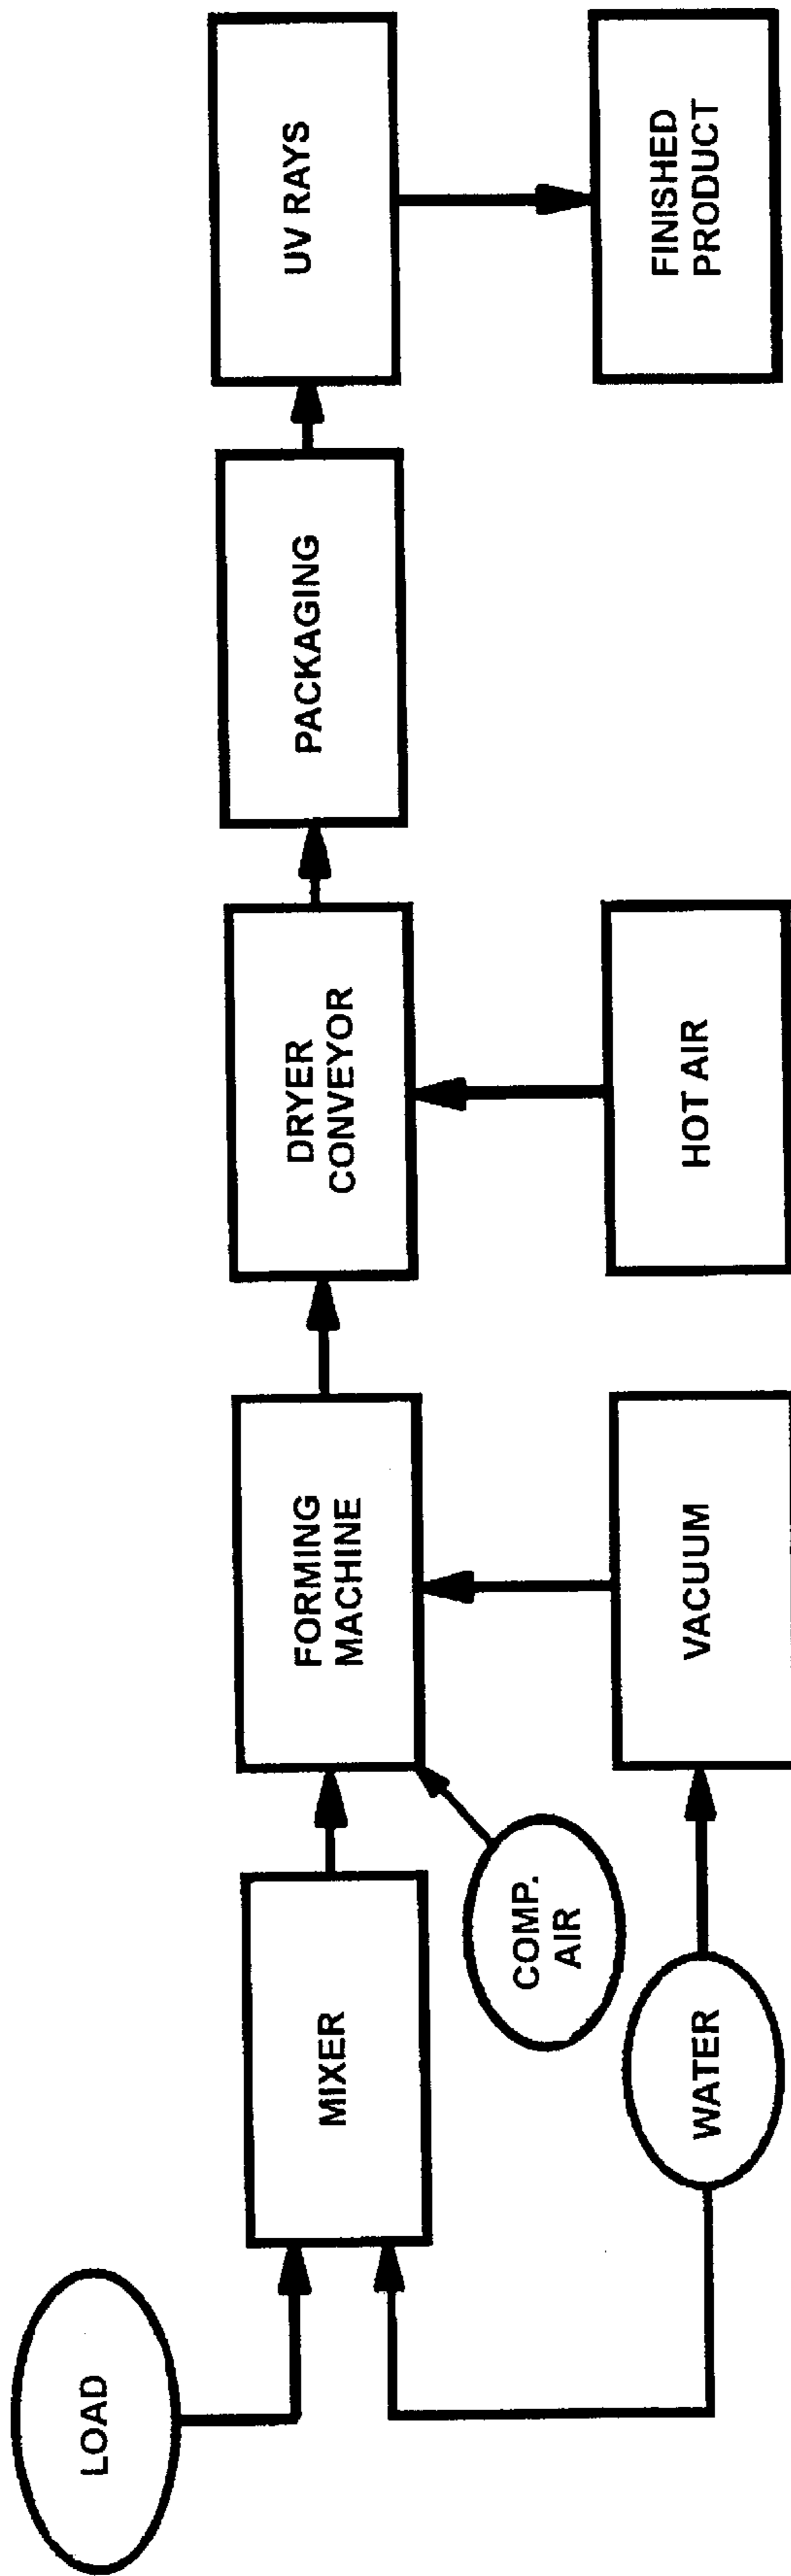 LOAD
MIXER
WATER
COMP.
AIR
FORMING
MACHINE
VACUUM
DRYER
CONVEYOR
HOT AIR
PACKAGING
UV RAYS
FINISHED
PRODUCT